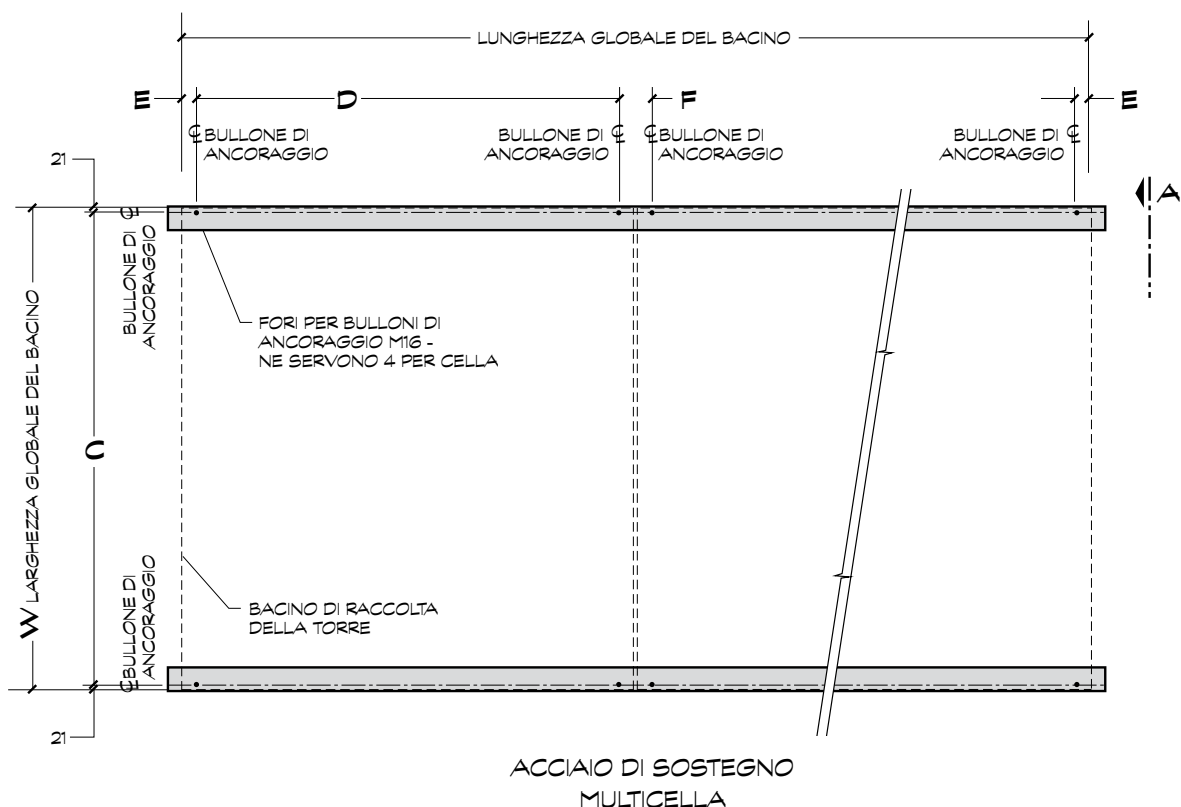 LUNGHEZZA GLOBALE DEL BACINO
E
D
F
E
℄ BULLONE DI
ANCORAGGIO
BULLONE DI ℄
ANCORAGGIO
℄ BULLONE DI
ANCORAGGIO
BULLONE DI ℄
ANCORAGGIO
21
A
BULLONE DI ℄
ANCORAGGIO
FORI PER BULLONI DI
ANCORAGGIO M16 -
NE SERVONO 4 PER CELLA
W LARGHEZZA GLOBALE DEL BACINO
C
℄ BULLONE DI
ANCORAGGIO
BACINO DI RACCOLTA
DELLA TORRE
21
ACCIAIO DI SOSTEGNO
MULTICELLA